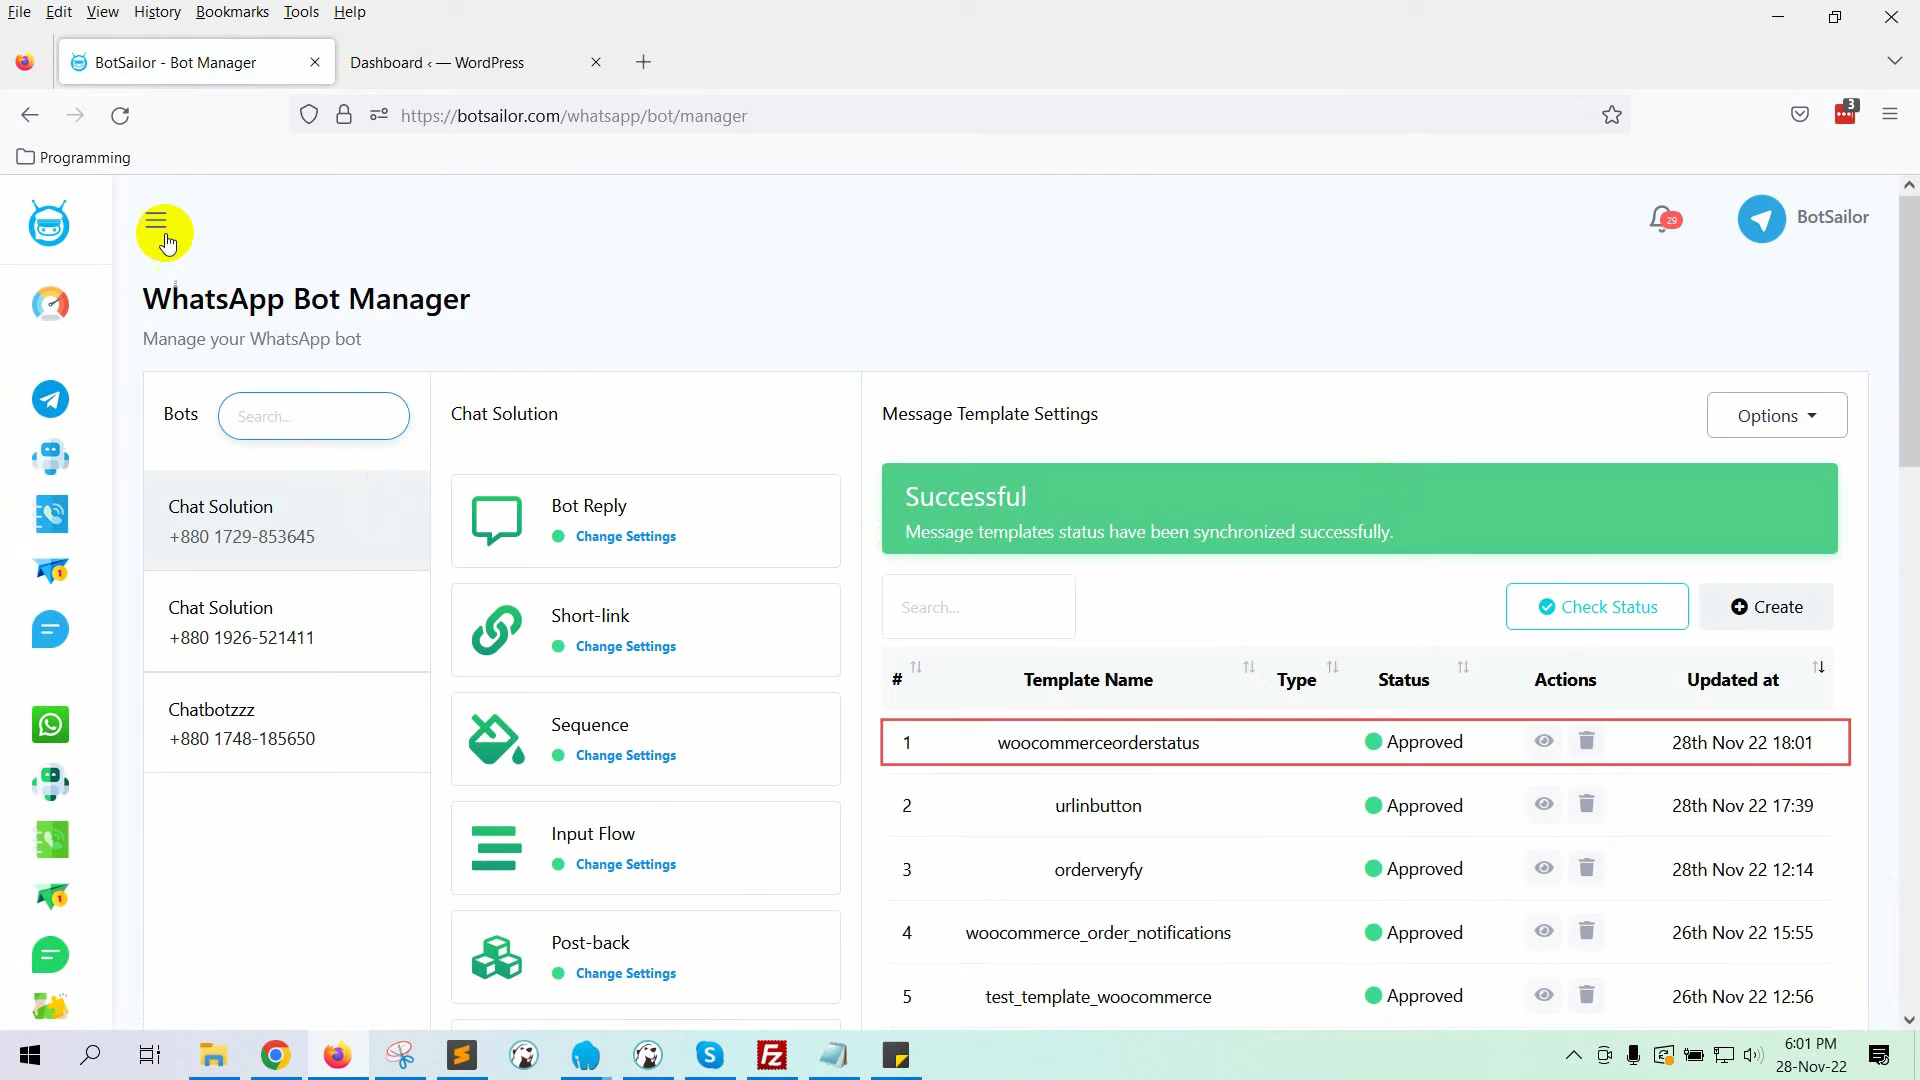 File Edit View History Bookmarks Tools Help
BotSailor - Bot Manager
Dashboard ‹ — WordPress
https://botsailor.com/whatsapp/bot/manager
3
Programming
29
BotSailor
WhatsApp Bot Manager
Manage your WhatsApp bot
Bots
Search...
Chat Solution
+880 1729-853645
Chat Solution
+880 1926-521411
Chatbotzzz
+880 1748-185650
Chat Solution
Bot Reply
Change Settings
Short-link
Change Settings
Sequence
Change Settings
Input Flow
Change Settings
Post-back
Change Settings
Message Template Settings
Options
Successful
Message templates status have been synchronized successfully.
Search...
Check Status
Create
# Template Name Type Status Actions Updated at
1 woocommerceorderstatus Approved 28th Nov 22 18:01
2 urlinbutton Approved 28th Nov 22 17:39
3 orderveryfy Approved 28th Nov 22 12:14
4 woocommerce_order_notifications Approved 26th Nov 22 15:55
5 test_template_woocommerce Approved 26th Nov 22 12:56
1
1
6:01 PM
28-Nov-22